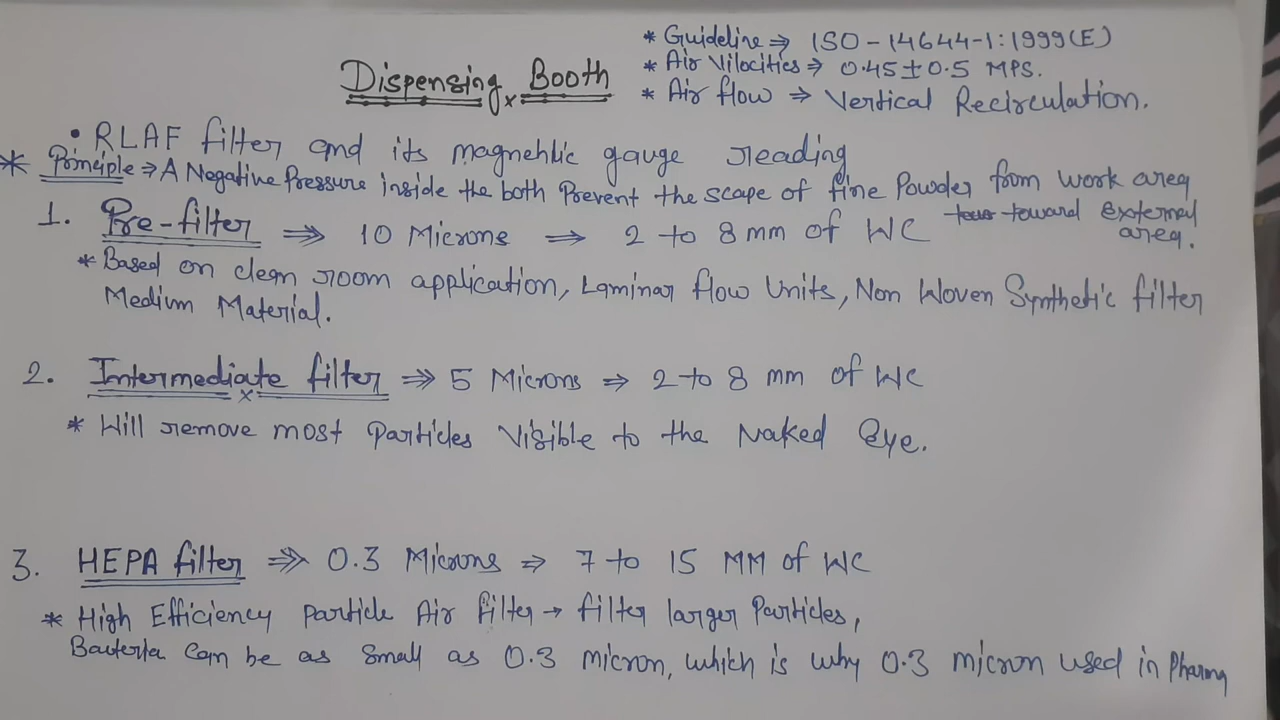 * Guideline ⇒ ISO-14644-1:1999(E)
* Air Vilocities ⇒ 0.45±0.5 MPS.
* Air flow ⇒ Vertical Recirculation.
Dispensing Booth
• RLAF filter and its magnehlic gauge reading
* Principle ⇒ A Negative Pressure inside the both Prevent the scape of fine Powder from work area
toward external area.
1. Pre-filter ⇒ 10 Microns ⇒ 2 to 8 mm of WC
* Based on clean room application, Laminar flow Units, Non Woven Synthetic filter
Medium Material.
2. Intermediate filter ⇒ 5 Microns ⇒ 2 to 8 mm of WC
* Will remove most Particles Visible to the Naked Eye.
3. HEPA filter ⇒ 0.3 Microns ⇒ 7 to 15 MM of WC
* High Efficiency Particle Air filter → filter larger Particles,
Bacteria Can be as small as 0.3 micron, which is why 0.3 micron used in Pharma